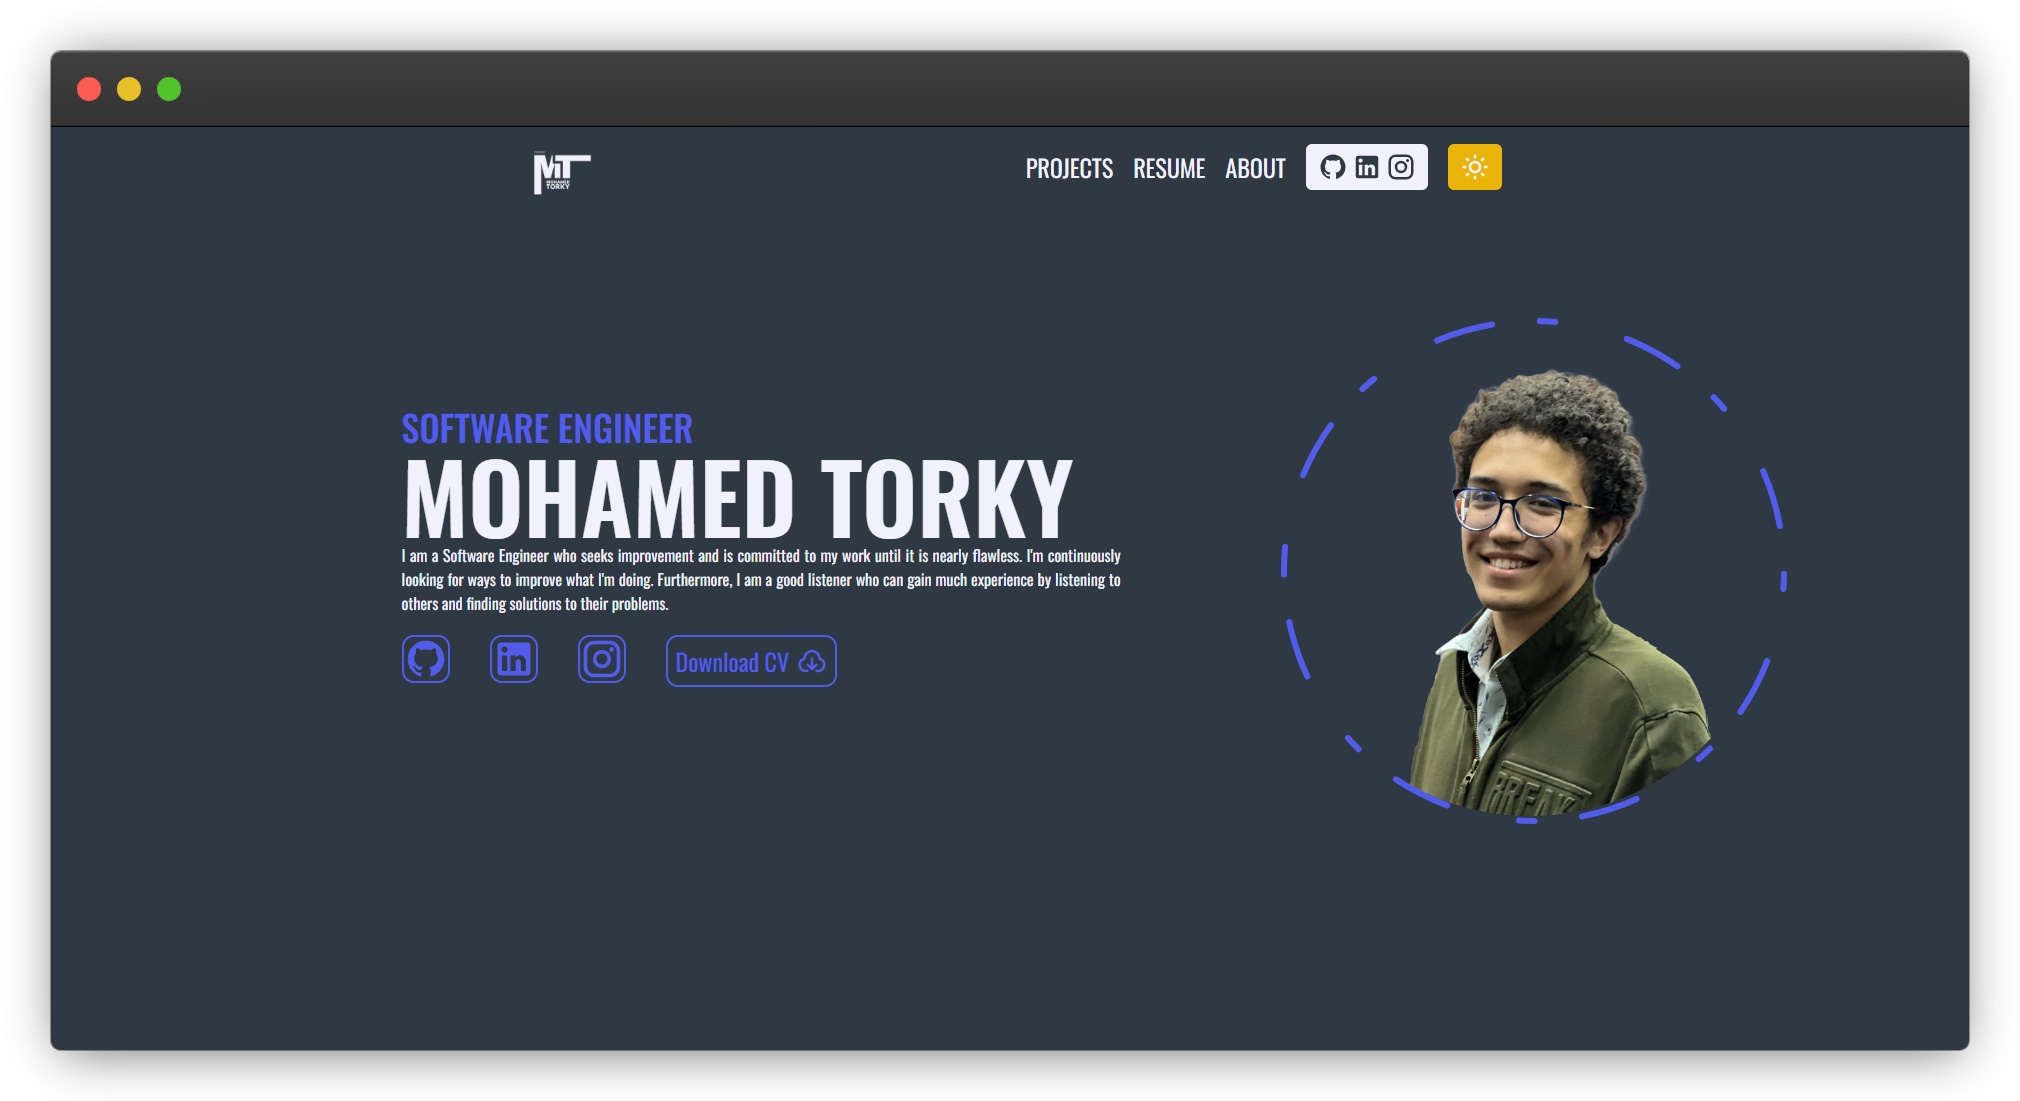 MT
MOHAMED
TORKY
PROJECTS RESUME ABOUT
SOFTWARE ENGINEER
MOHAMED TORKY
I am a Software Engineer who seeks improvement and is committed to my work until it is nearly flawless. I'm continuously
looking for ways to improve what I'm doing. Furthermore, I am a good listener who can gain much experience by listening to
others and finding solutions to their problems.
in
Download CV
BREAK